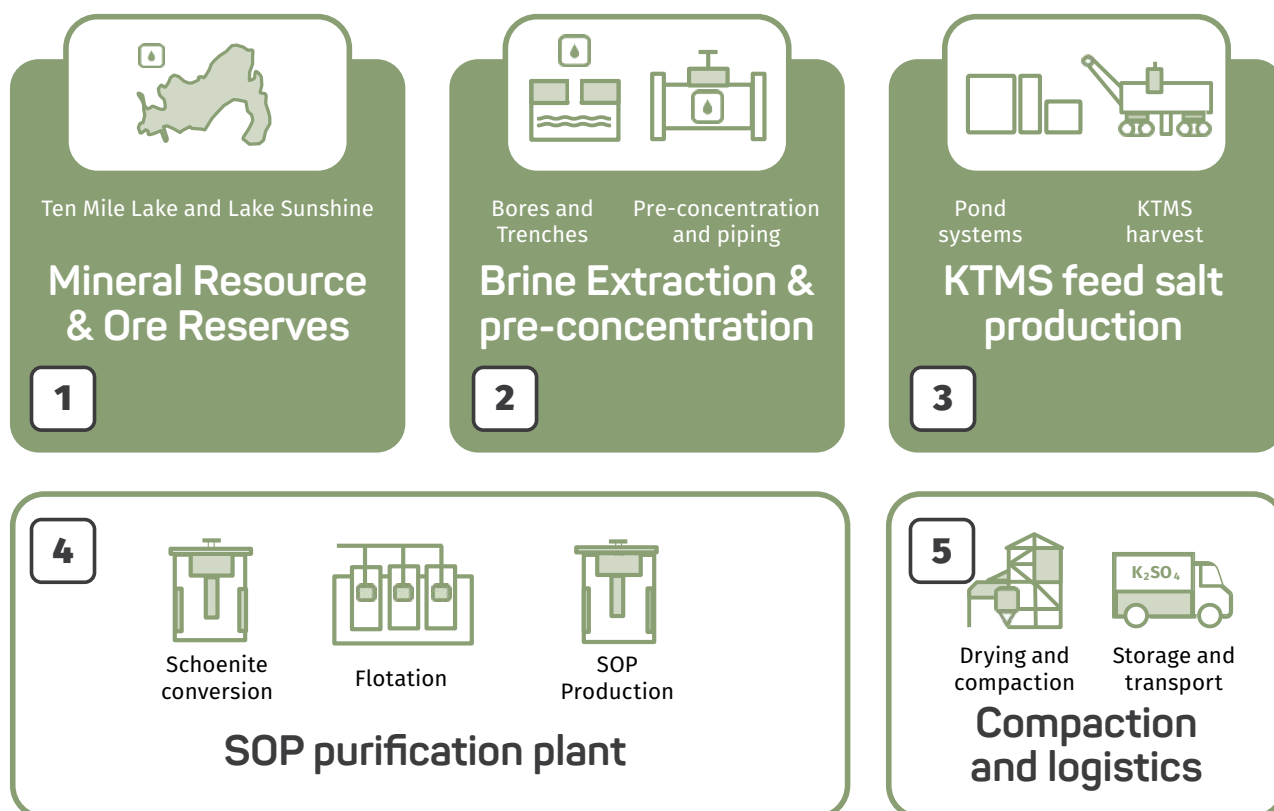 Ten Mile Lake and Lake Sunshine
Mineral Resource
& Ore Reserves
1
Bores and
Trenches
Pre-concentration
and piping
Brine Extraction &
pre-concentration
2
Pond
systems
KTMS
harvest
KTMS feed salt
production
3
4
Schoenite
conversion
Flotation
SOP
Production
SOP purification plant
5
K₂SO₄
Drying and
compaction
Storage and
transport
Compaction
and logistics